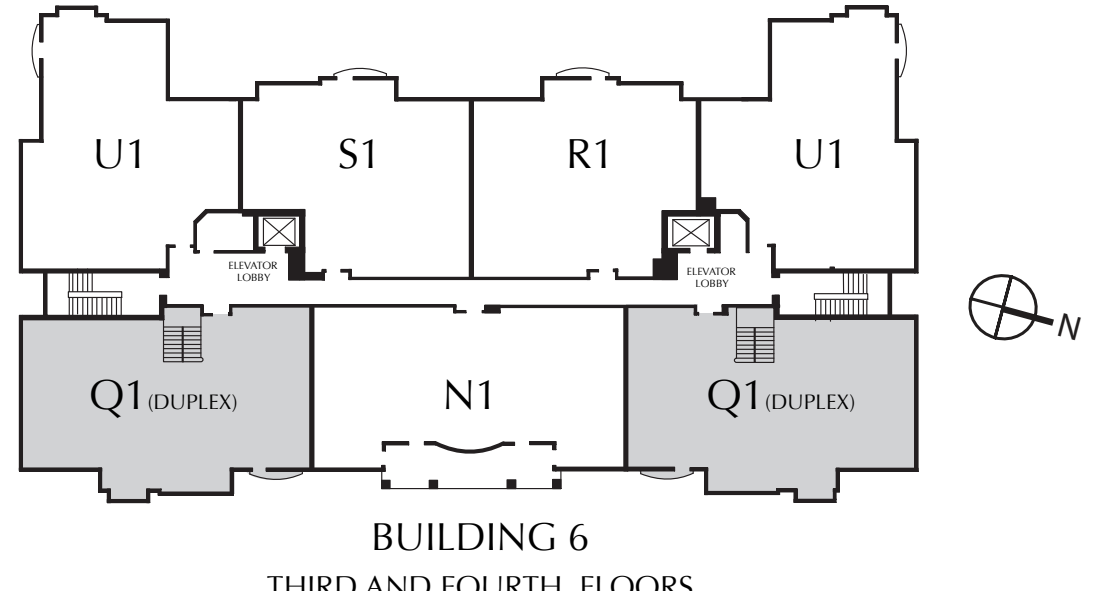 U1
S1
R1
U1
ELEVATOR
LOBBY
ELEVATOR
LOBBY
N
Q1 (DUPLEX)
N1
Q1 (DUPLEX)
BUILDING 6
THIRD AND FOURTH FLOORS